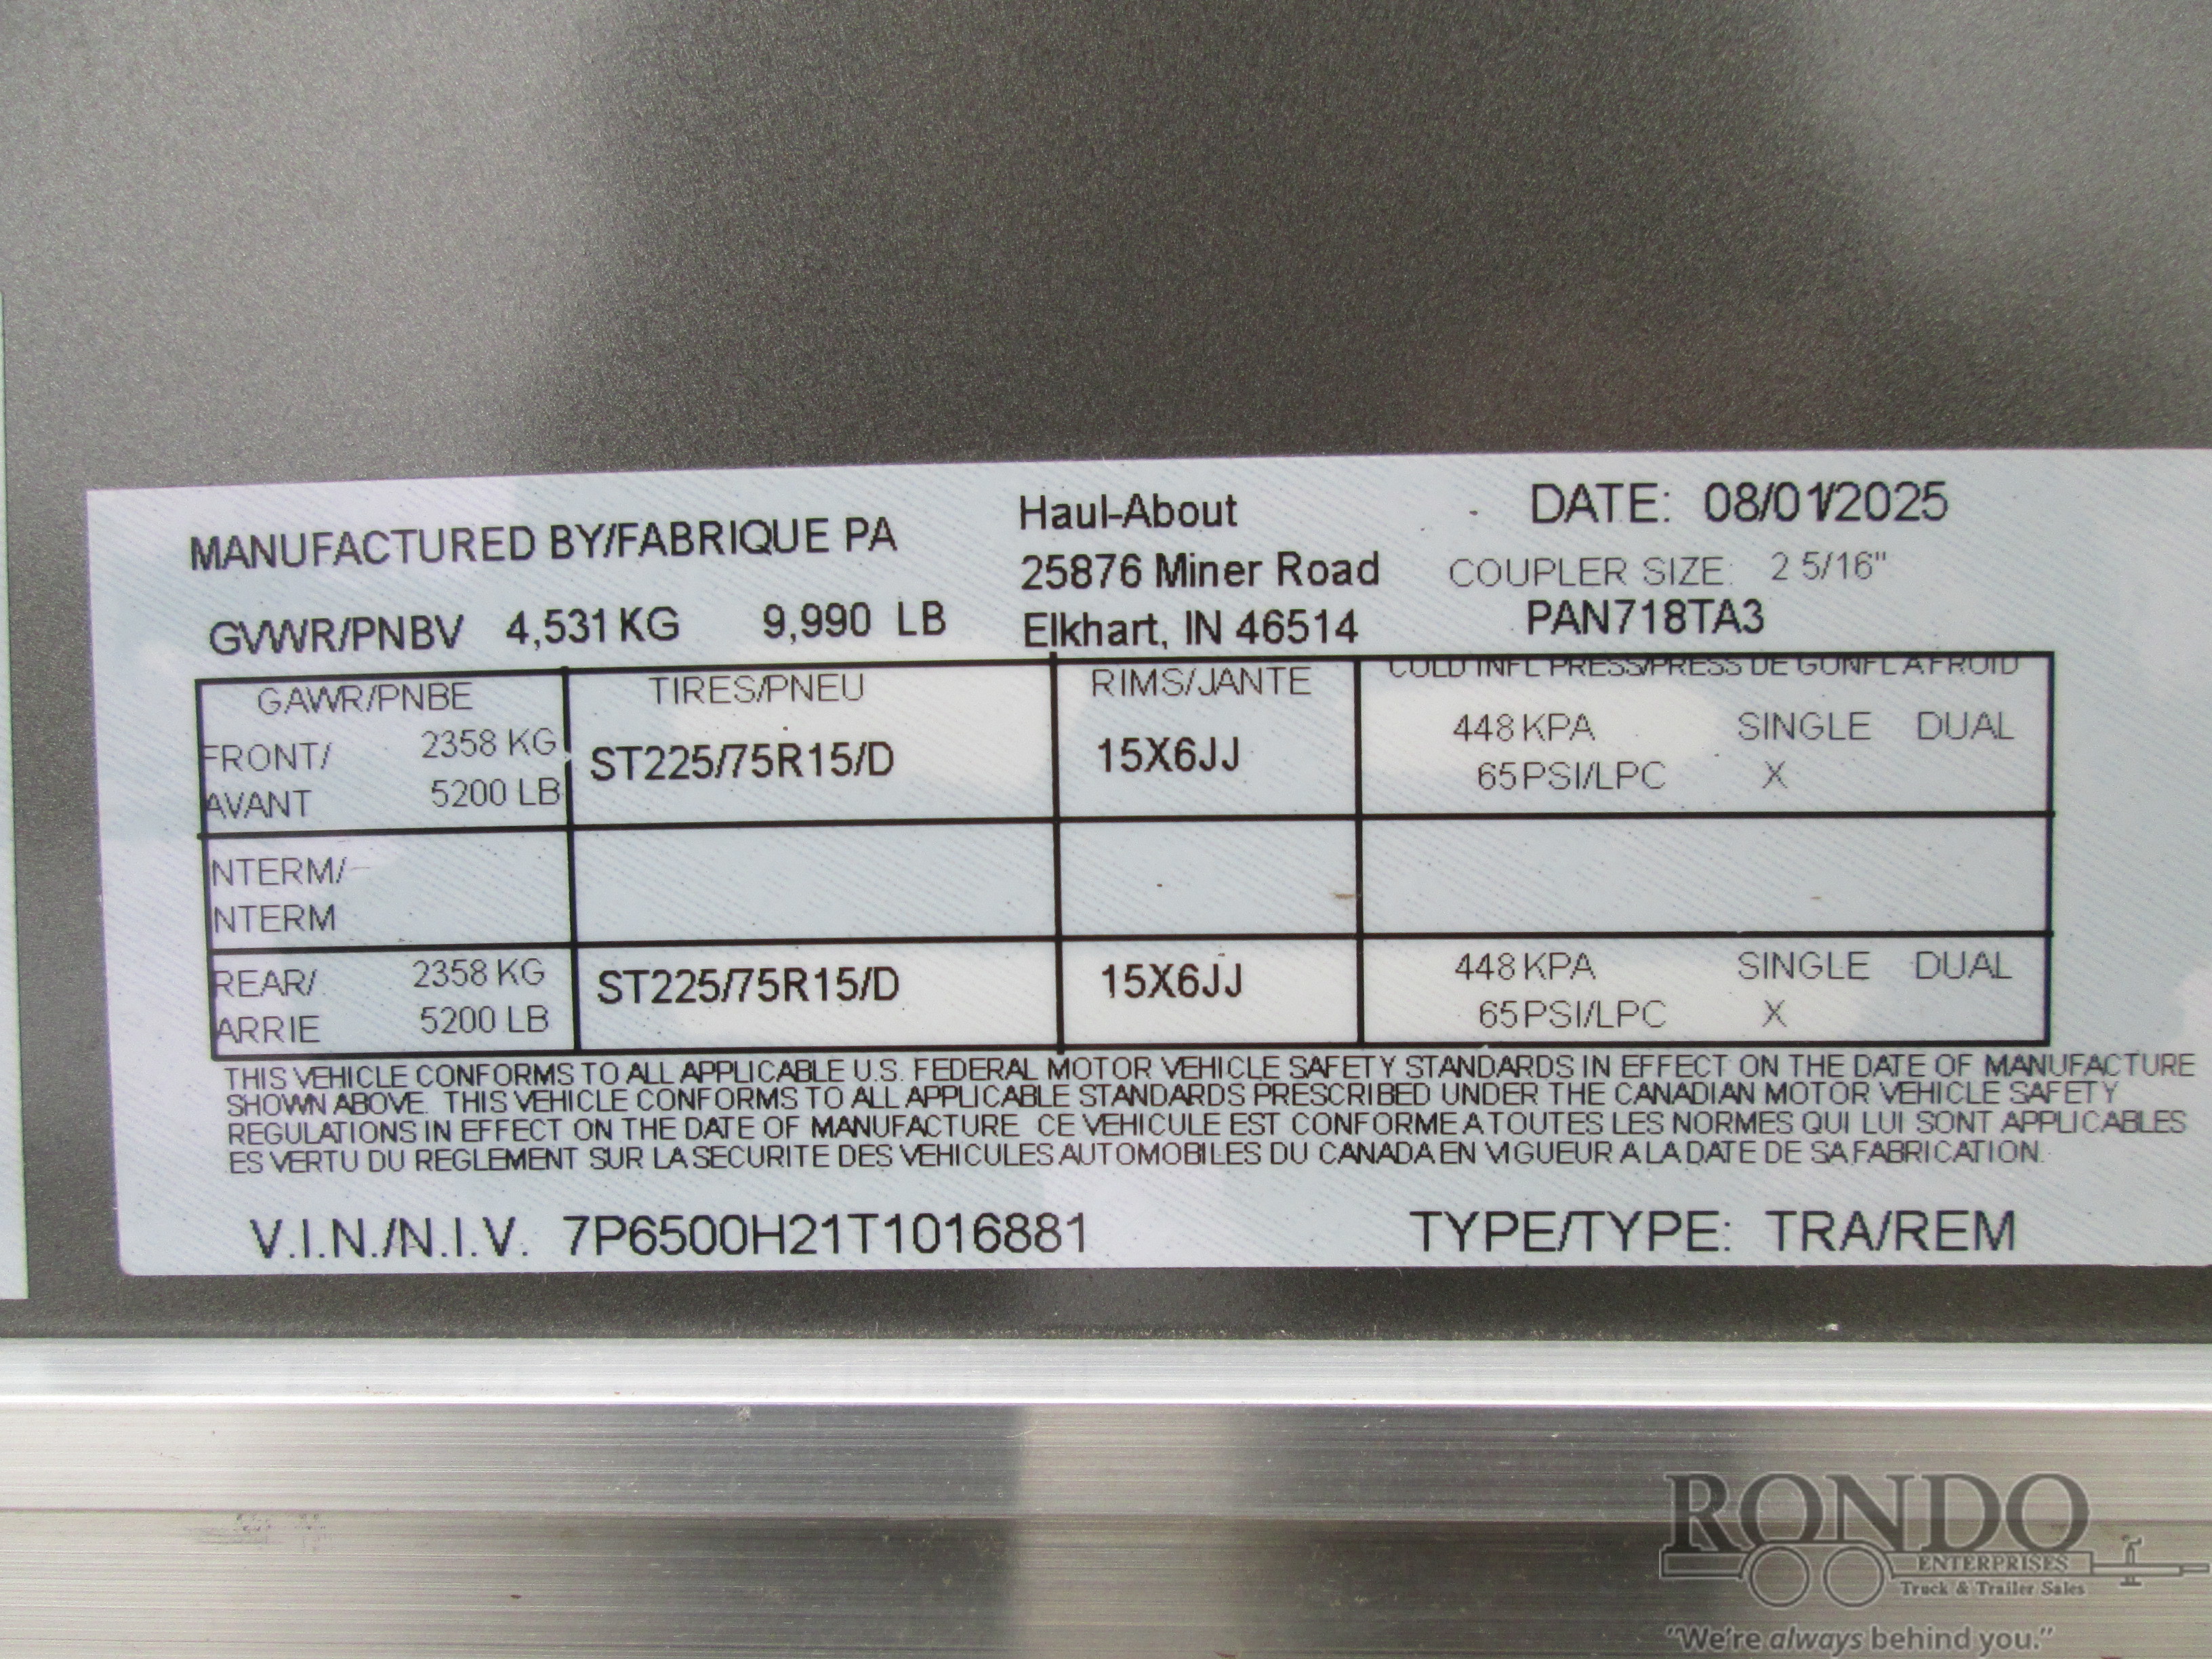 MANUFACTURED BY/FABRIQUE PA
Haul-About
25876 Miner Road
Elkhart, IN 46514
DATE: 08/01/2025
COUPLER SIZE: 2 5/16"
PAN718TA3
GVWR/PNBV 4,531 KG 9,990 LB
GAWR/PNBE TIRES/PNEU RIMS/JANTE COLD INFL PRESS/PRESS DE GONFL A FROID
FRONT/ 2358 KG ST225/75R15/D 15X6JJ 448 KPA SINGLE DUAL
AVANT 5200 LB 65 PSI/LPC X
NTERM/
NTERM
REAR/ 2358 KG ST225/75R15/D 15X6JJ 448 KPA SINGLE DUAL
ARRIE 5200 LB 65 PSI/LPC X
THIS VEHICLE CONFORMS TO ALL APPLICABLE U.S. FEDERAL MOTOR VEHICLE SAFETY STANDARDS IN EFFECT ON THE DATE OF MANUFACTURE
SHOWN ABOVE. THIS VEHICLE CONFORMS TO ALL APPLICABLE STANDARDS PRESCRIBED UNDER THE CANADIAN MOTOR VEHICLE SAFETY
REGULATIONS IN EFFECT ON THE DATE OF MANUFACTURE. CE VEHICULE EST CONFORME A TOUTES LES NORMES QUI LUI SONT APPLICABLES
ES VERTU DU REGLEMENT SUR LA SECURITE DES VEHICULES AUTOMOBILES DU CANADA EN VIGUEUR A LA DATE DE SA FABRICATION.
V.I.N./N.I.V. 7P6500H21T1016881 TYPE/TYPE: TRA/REM
RONDO
ENTERPRISES
Truck & Trailer Sales
"We're always behind you."